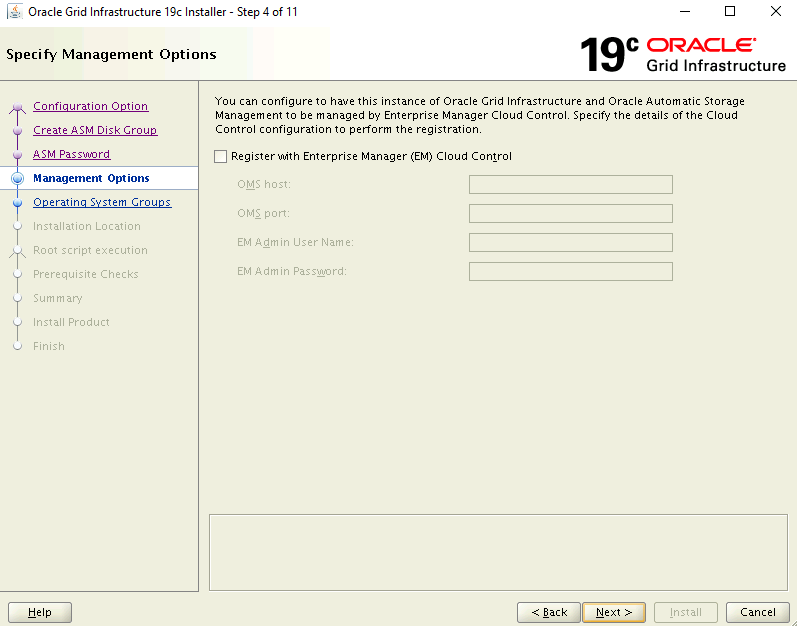 Oracle Grid Infrastructure 19c Installer - Step 4 of 11
Specify Management Options
19c ORACLE
Grid Infrastructure
Configuration Option
Create ASM Disk Group
ASM Password
Management Options
Operating System Groups
Installation Location
Root script execution
Prerequisite Checks
Summary
Install Product
Finish
You can configure to have this instance of Oracle Grid Infrastructure and Oracle Automatic Storage
Management to be managed by Enterprise Manager Cloud Control. Specify the details of the Cloud
Control configuration to perform the registration.
Register with Enterprise Manager (EM) Cloud Control
OMS host:
OMS port:
EM Admin User Name:
EM Admin Password:
Help
< Back
Next >
Install
Cancel